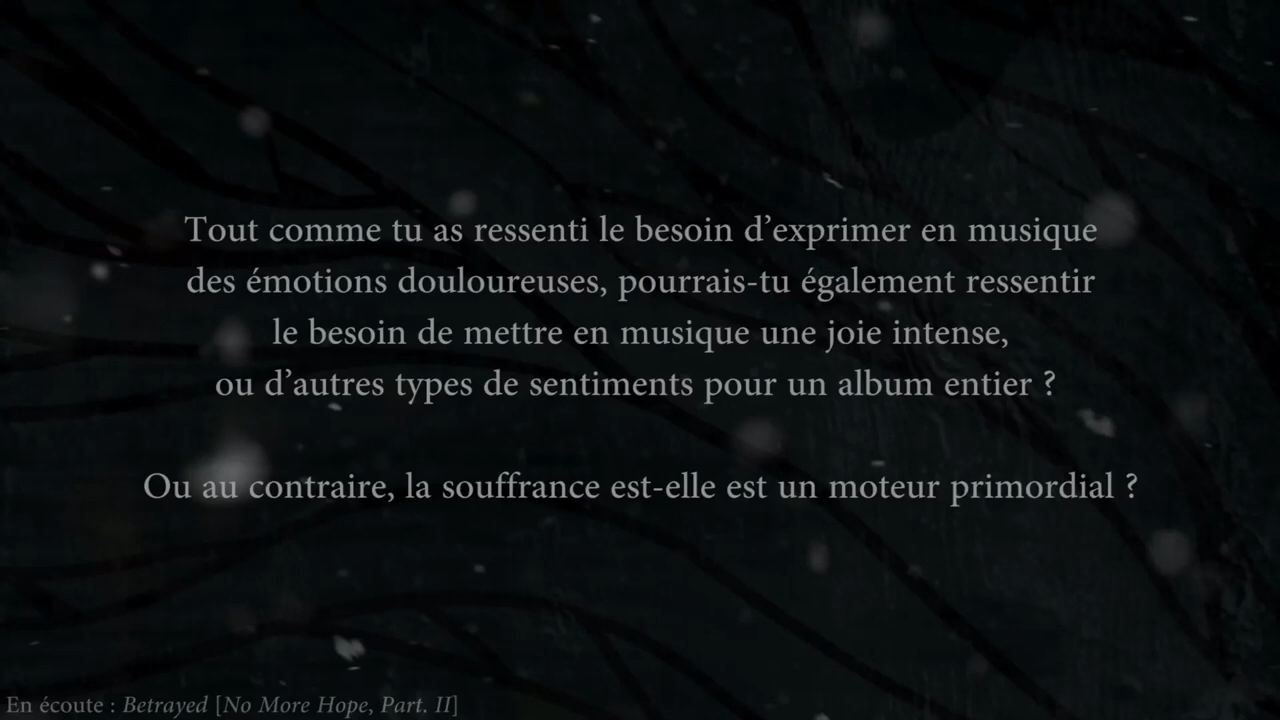 Tout comme tu as ressenti le besoin d’exprimer en musique
des émotions douloureuses, pourrais-tu également ressentir
le besoin de mettre en musique une joie intense,
ou d’autres types de sentiments pour un album entier ?
Ou au contraire, la souffrance est-elle est un moteur primordial ?
En écoute : Betrayed [No More Hope, Part. II]